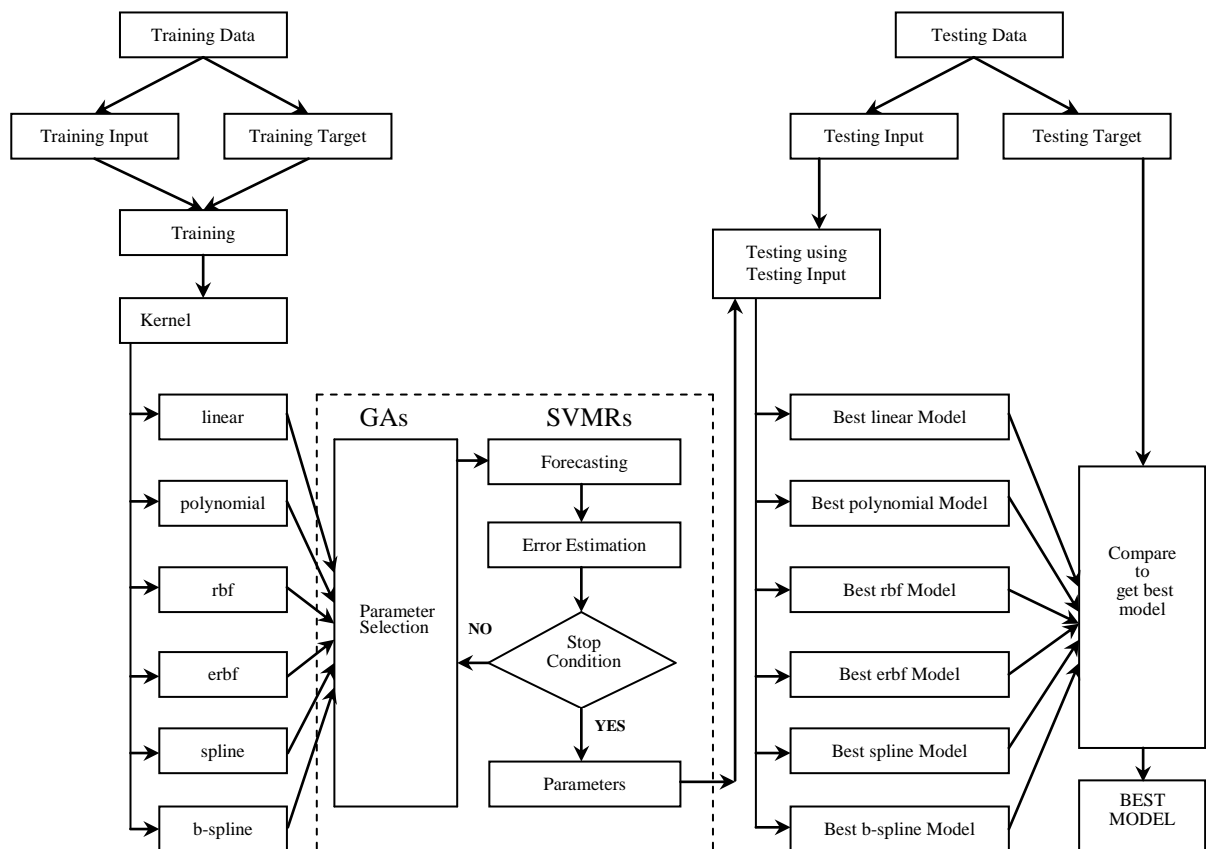 Training Data
Testing Data
Training Input
Training Target
Testing Input
Testing Target
Training
Testing using
Testing Input
Kernel
GAs
SVMRs
linear
polynomial
rbf
erbf
spline
b-spline
Parameter
Selection
Forecasting
Error Estimation
Stop
Condition
NO
YES
Parameters
Best linear Model
Best polynomial Model
Best rbf Model
Best erbf Model
Best spline Model
Best b-spline Model
Compare
to
get best
model
BEST
MODEL